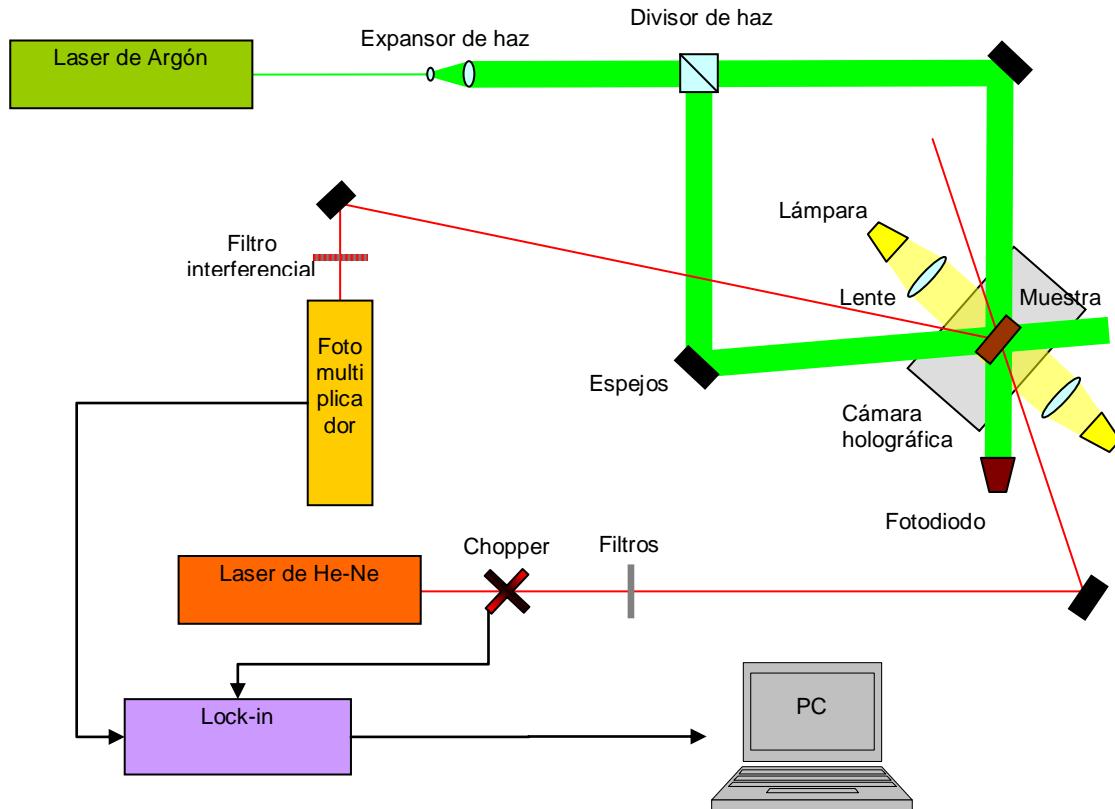 Divisor de haz
Expansor de haz
Laser de Argón
Lámpara
Filtro
interferencial
Lente
Muestra
Foto
multi
plica
dor
Espejos
Cámara
holográfica
Fotodiodo
Chopper
Filtros
Laser de He-Ne
Lock-in
PC